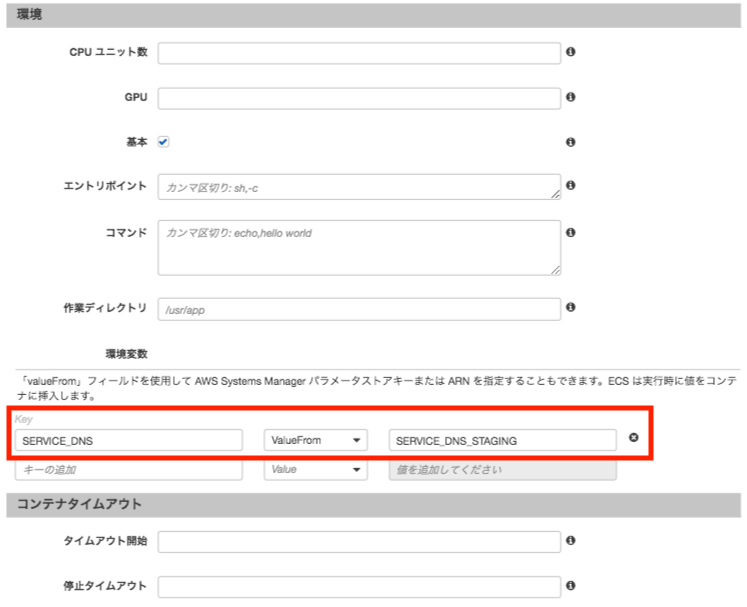 環境
CPU ユニット数
GPU
基本
エントリポイント カンマ区切り: sh,-c
コマンド カンマ区切り: echo,hello world
作業ディレクトリ /usr/app
環境変数
「valueFrom」フィールドを使用して AWS Systems Manager パラメータストアキーまたは ARN を指定することもできます。ECS は実行時に値をコンテ
ナに挿入します。
Key
SERVICE_DNS ValueFrom SERVICE_DNS_STAGING
キーの追加 Value 値を追加してください
コンテナタイムアウト
タイムアウト開始
停止タイムアウト